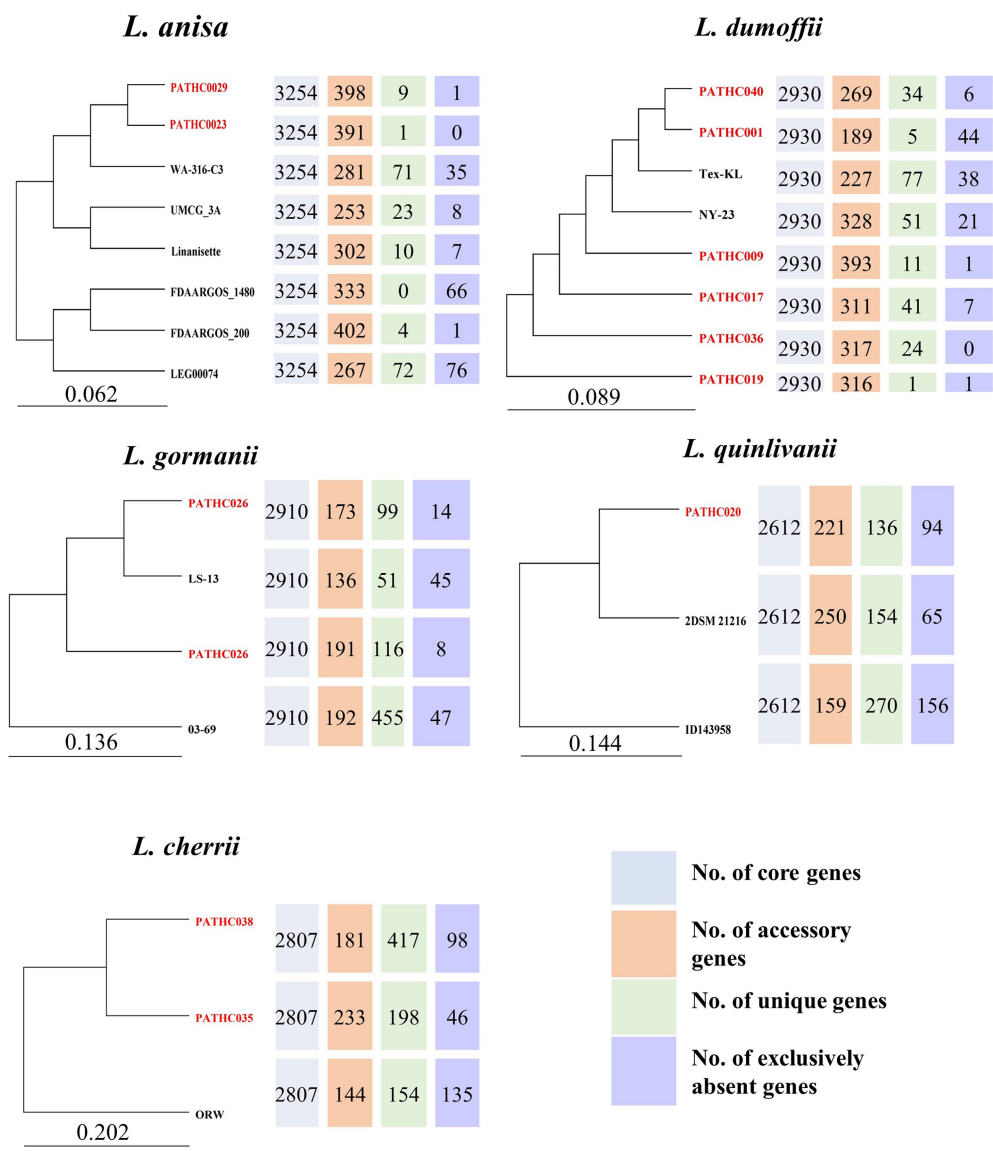 L. anisa
PATHC0029 3254 398 9 1
PATHC0023 3254 391 1 0
WA-316-C3 3254 281 71 35
UMCG_3A 3254 253 23 8
Linanisette 3254 302 10 7
FDAARGOS_1480 3254 333 0 66
FDAARGOS_200 3254 402 4 1
LEG00074 3254 267 72 76
0.062
L. dumoffii
PATHC040 2930 269 34 6
PATHC001 2930 189 5 44
Tex-KL 2930 227 77 38
NY-23 2930 328 51 21
PATHC009 2930 393 11 1
PATHC017 2930 311 41 7
PATHC036 2930 317 24 0
PATHC019 2930 316 1 1
0.089
L. gormanii
PATHC026 2910 173 99 14
LS-13 2910 136 51 45
PATHC026 2910 191 116 8
03-69 2910 192 455 47
0.136
L. quinlivanii
PATHC020 2612 221 136 94
2DSM 21216 2612 250 154 65
ID143958 2612 159 270 156
0.144
L. cherrii
PATHC038 2807 181 417 98
PATHC035 2807 233 198 46
ORW 2807 144 154 135
0.202
No. of core genes
No. of accessory
genes
No. of unique genes
No. of exclusively
absent genes